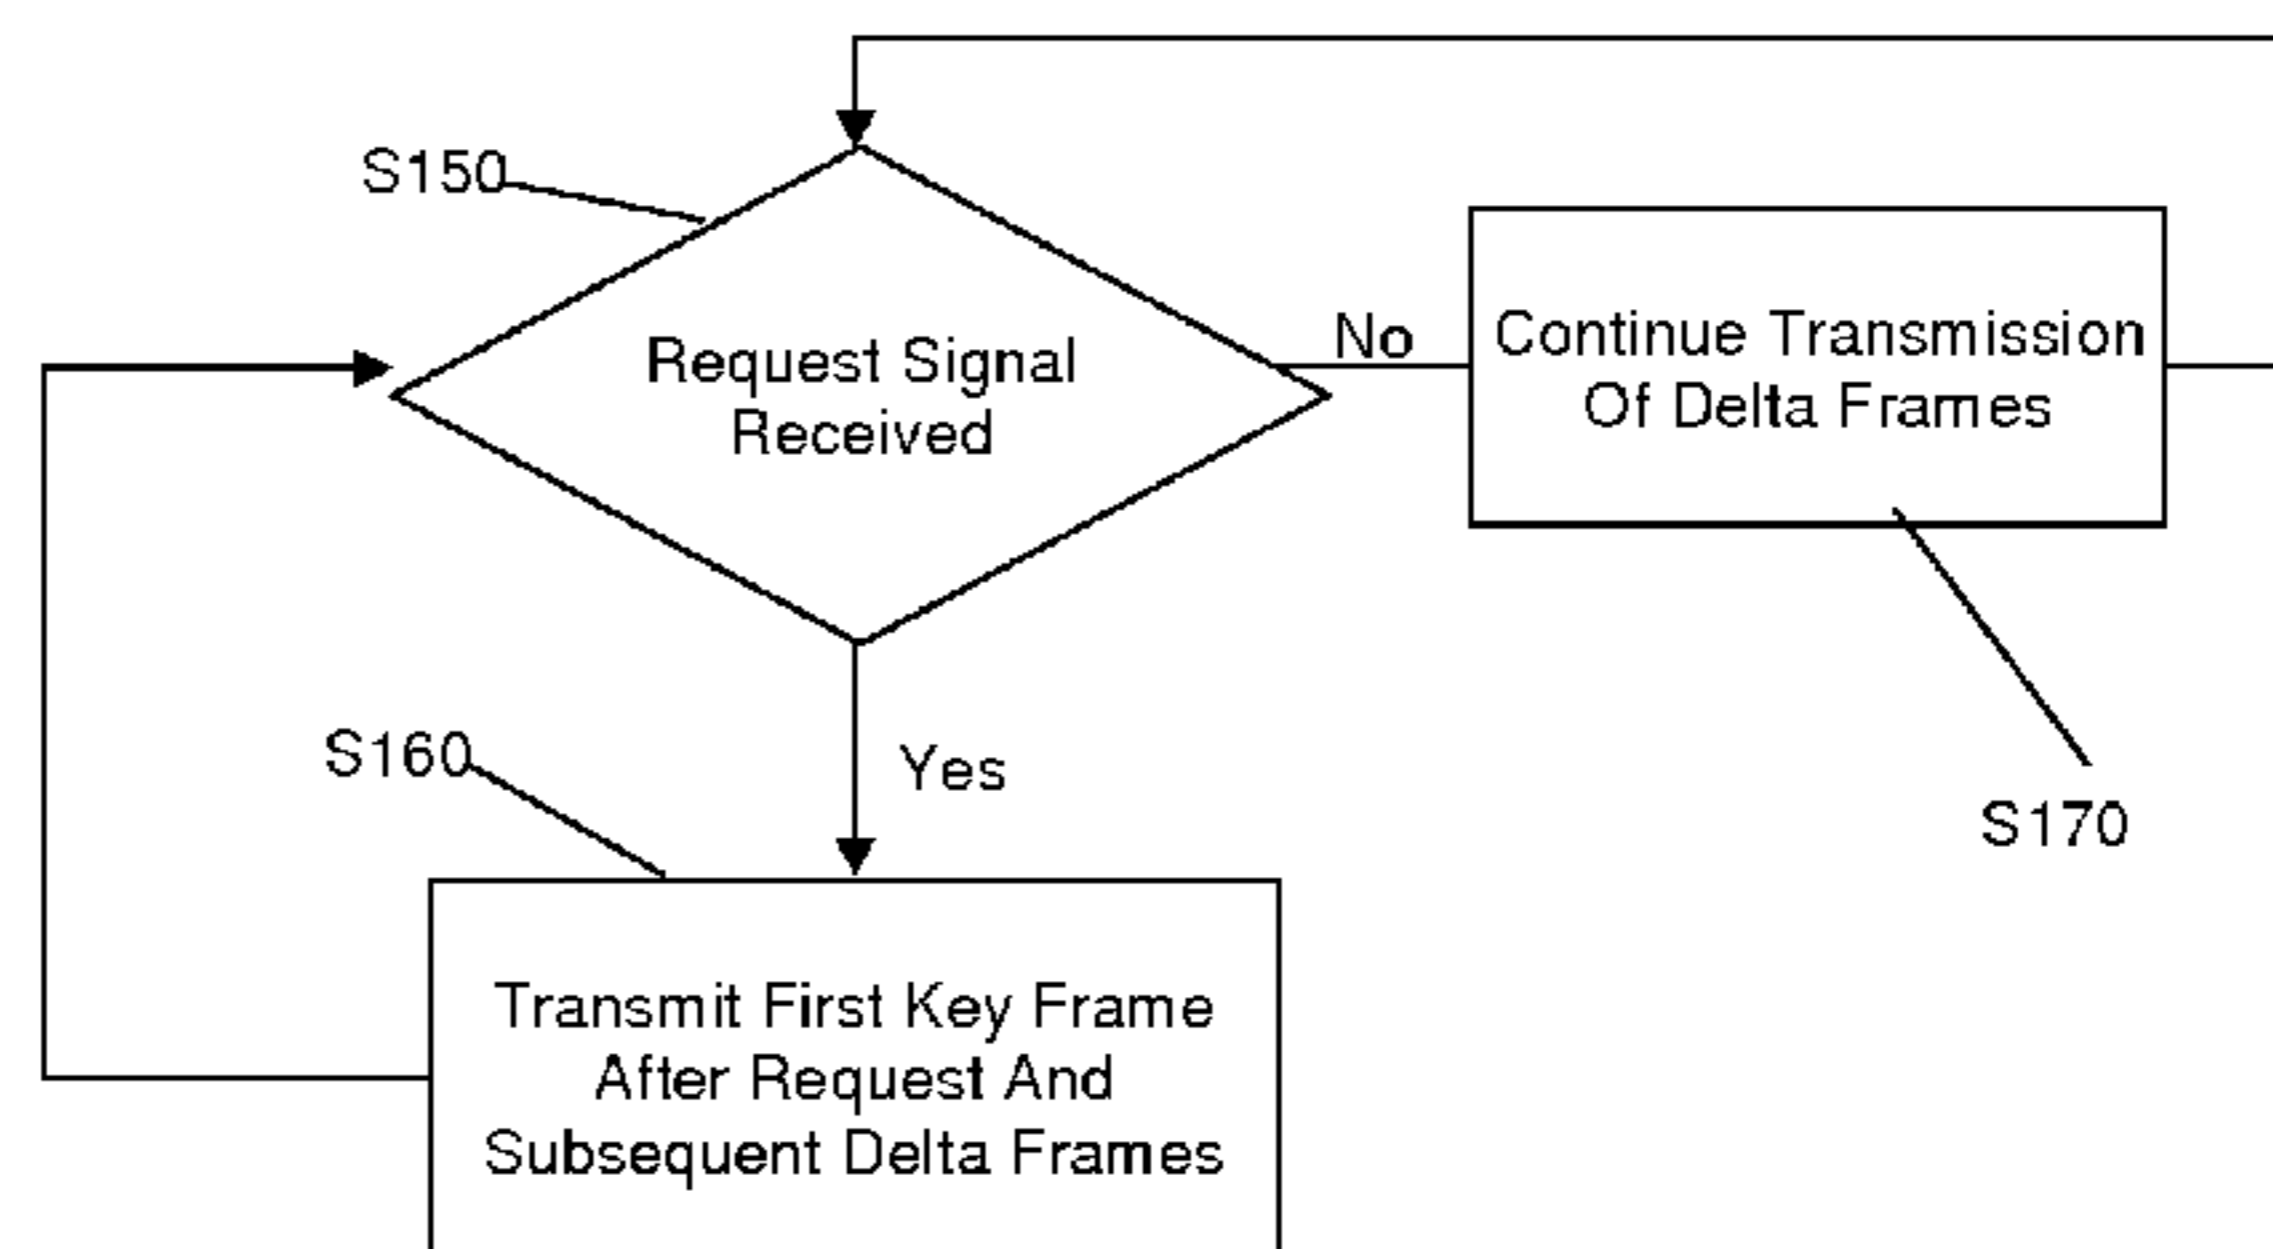 S150
Request Signal
Received
No
Continue Transmission
Of Delta Frames
S160
Yes
S170
Transmit First Key Frame
After Request And
Subsequent Delta Frames